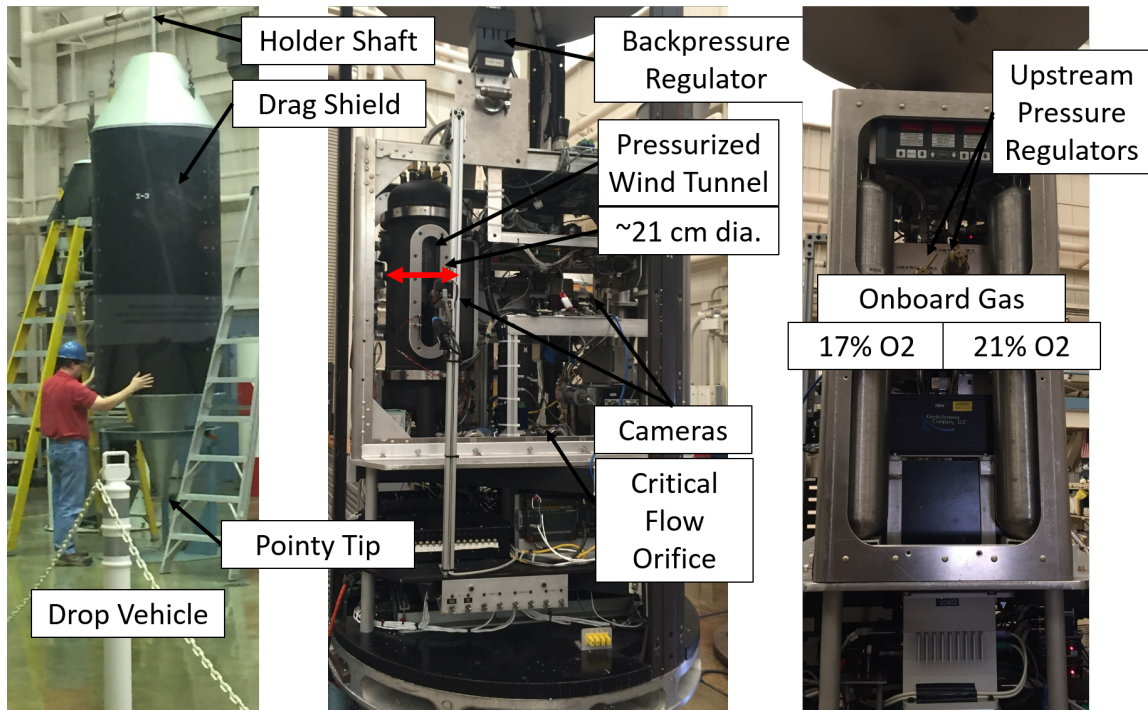 Holder Shaft
Drag Shield
I-3
Pointy Tip
Drop Vehicle
Backpressure
Regulator
Pressurized
Wind Tunnel
~21 cm dia.
Cameras
Critical
Flow
Orifice
Upstream
Pressure
Regulators
Onboard Gas
17% O2
21% O2